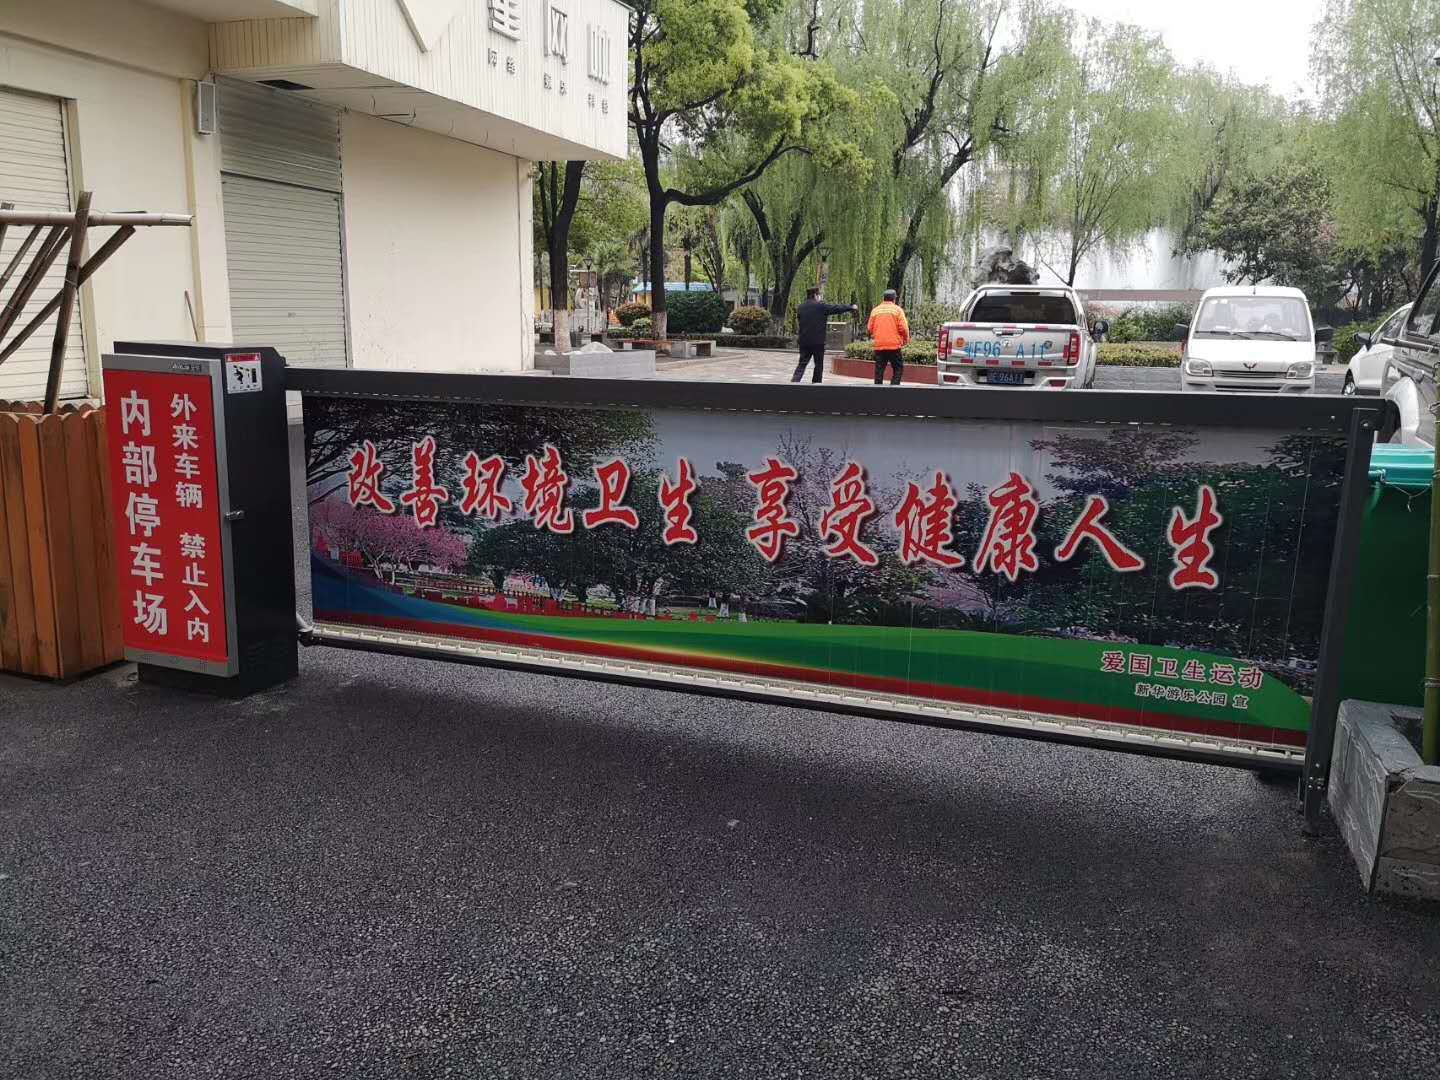 外来车辆 禁止入内
内部停车场
改善环境卫生 享受健康人生
爱国卫生运动
新华游乐公园 宣